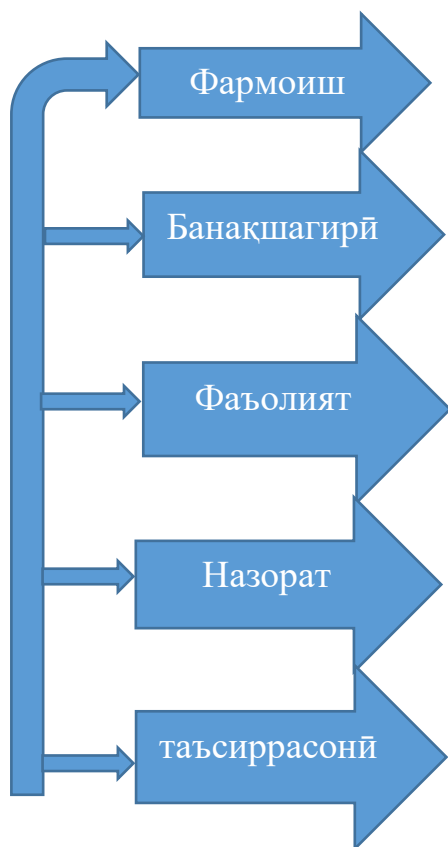 Фармоиш
Банақшагирӣ
Фаъолият
Назорат
таъсиррасонӣ